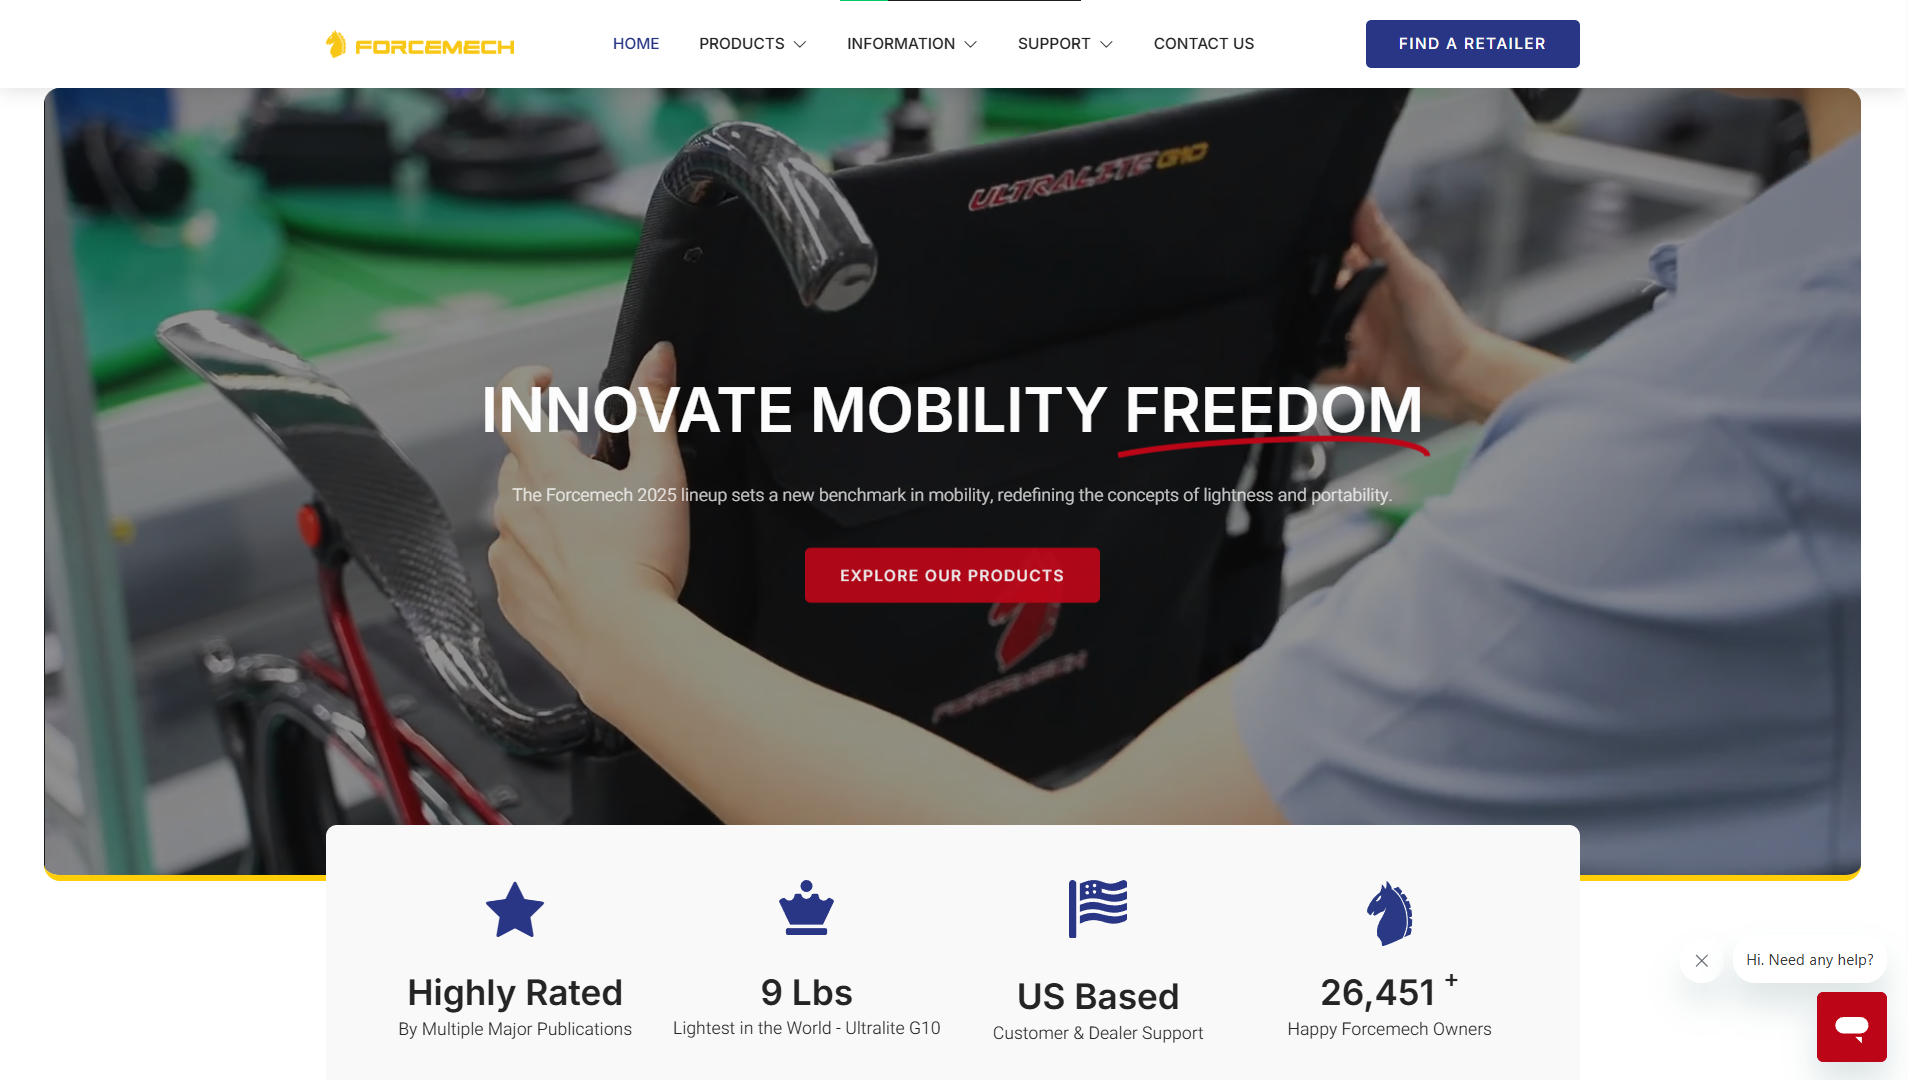 FORCEMECH
HOME
PRODUCTS
INFORMATION
SUPPORT
CONTACT US
FIND A RETAILER
ULTRALITE G10
INNOVATE MOBILITY FREEDOM
The Forcemech 2025 lineup sets a new benchmark in mobility, redefining the concepts of lightness and portability.
EXPLORE OUR PRODUCTS
FORCEMECH
Highly Rated
By Multiple Major Publications
9 Lbs
Lightest in the World - Ultralite G10
US Based
Customer & Dealer Support
26,451 +
Happy Forcemech Owners
Hi. Need any help?